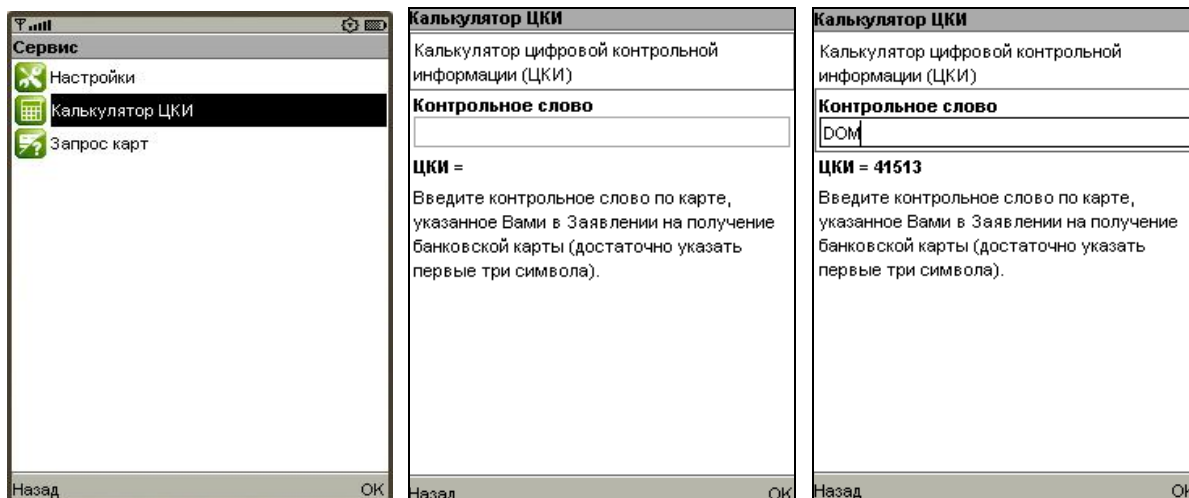 Сервис
Настройки
Калькулятор ЦКИ
Запрос карт
Назад OK
Калькулятор ЦКИ
Калькулятор цифровой контрольной
информации (ЦКИ)
Контрольное слово
ЦКИ =
Введите контрольное слово по карте,
указанное Вами в Заявлении на получение
банковской карты (достаточно указать
первые три символа).
Назад OK
Калькулятор ЦКИ
Калькулятор цифровой контрольной
информации (ЦКИ)
Контрольное слово
DOM
ЦКИ = 41513
Введите контрольное слово по карте,
указанное Вами в Заявлении на получение
банковской карты (достаточно указать
первые три символа).
Назад OK